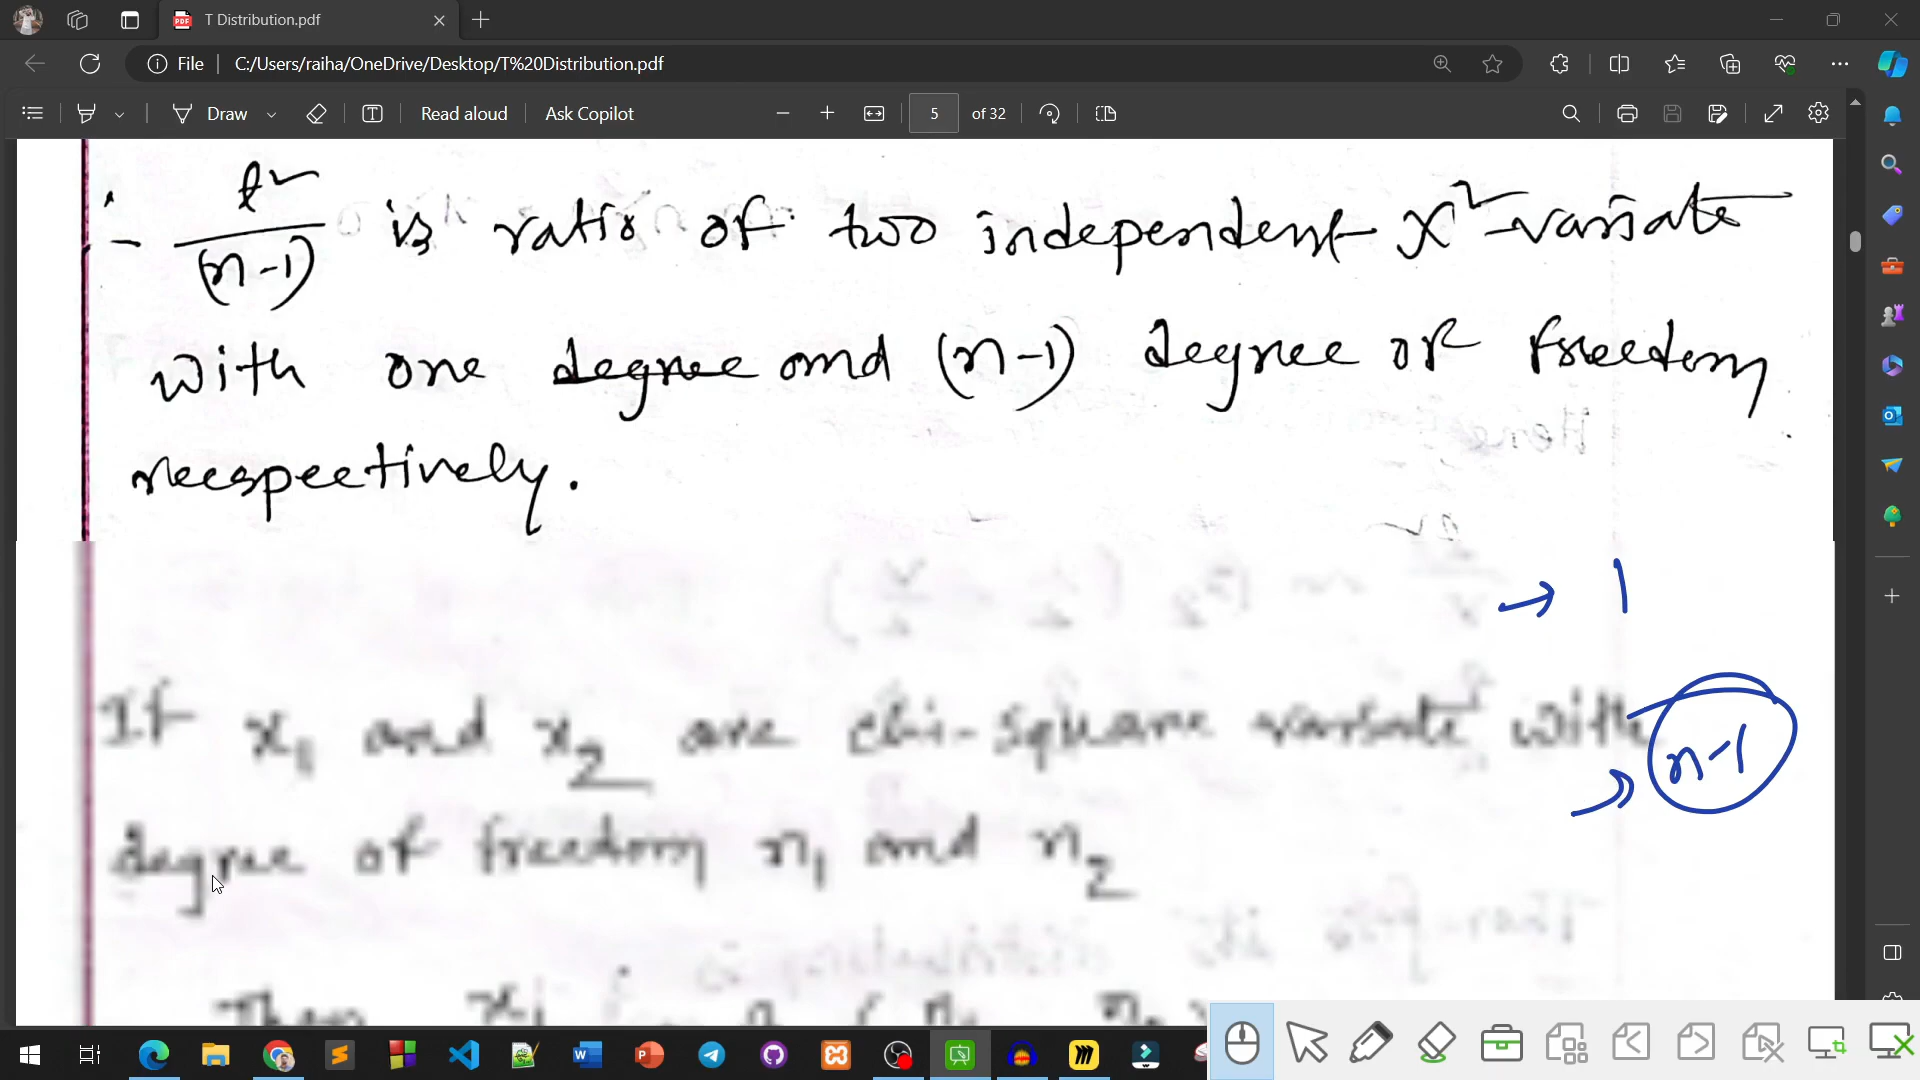 T Distribution.pdf
File | C:/Users/raiha/OneDrive/Desktop/T%20Distribution.pdf
Draw
Read aloud
Ask Copilot
5 of 32
∴ t² / (n-1) is ratio of two independent χ²-variate
with one degree and (n-1) degree of freedom
recspectively.
→ 1
If x₁ and x₂ are chi-square variate with
→ n-1
degree of freedom n₁ and n₂
Then